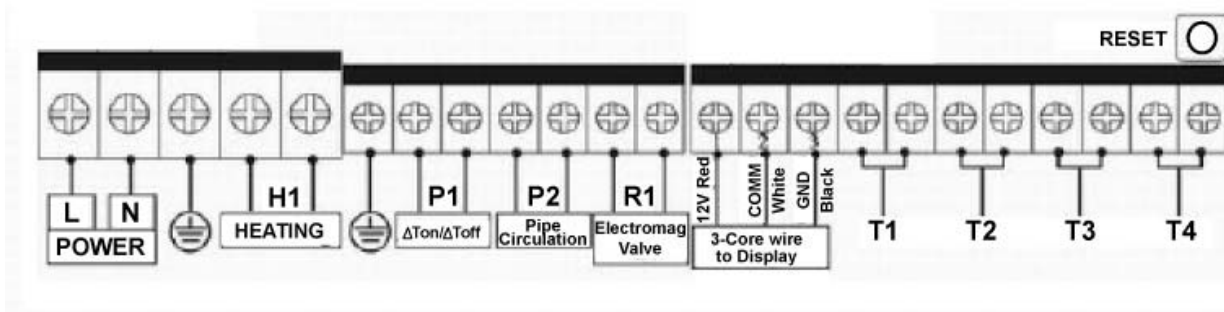 RESET
L N
POWER
H1
HEATING
P1
ΔTon/ΔToff
P2
Pipe
Circulation
R1
Electromag
Valve
12V Red
COMM
White
GND
Black
3-Core wire
to Display
T1 T2 T3 T4